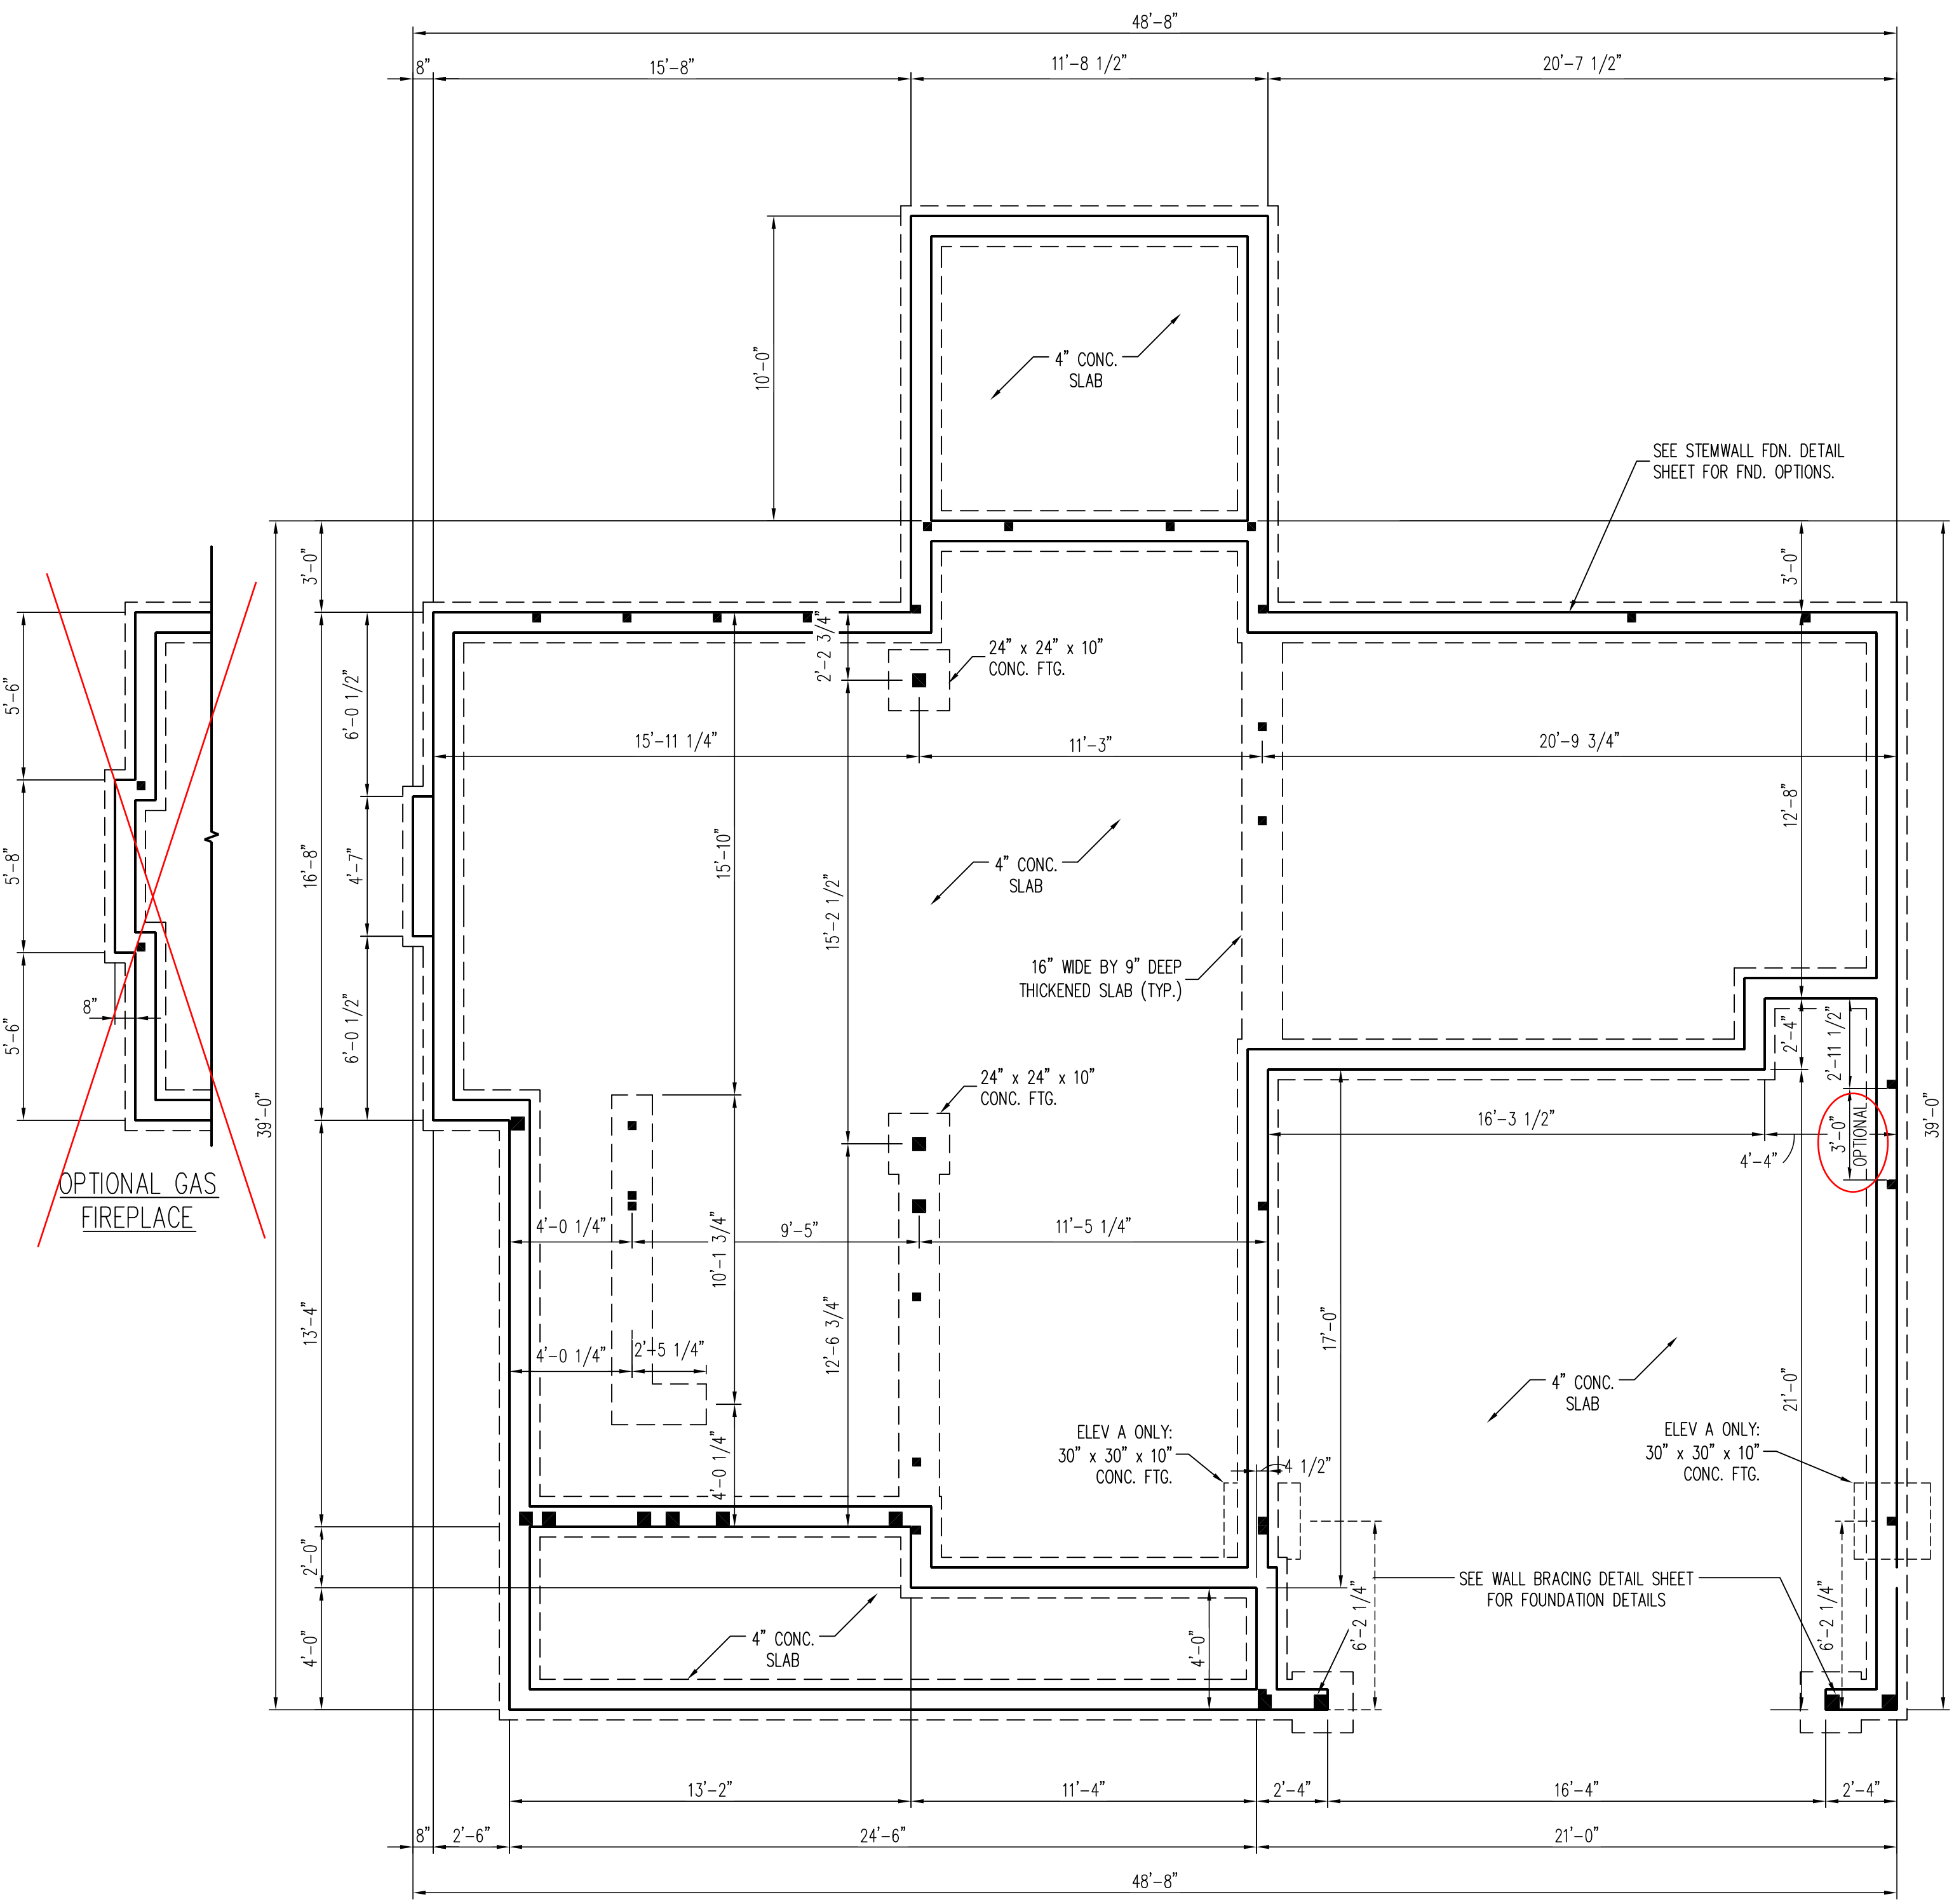 48'-8"
8"
15'-8"
11'-8 1/2"
20'-7 1/2"
10'-0"
4" CONC.
SLAB
SEE STEMWALL FDN. DETAIL
SHEET FOR FND. OPTIONS.
3'-0"
3'-0"
5'-6"
5'-8"
5'-6"
8"
OPTIONAL GAS
FIREPLACE
39'-0"
16'-8"
13'-4"
2'-0"
4'-0"
6'-0 1/2"
4'-7"
6'-0 1/2"
2'-2 3/4"
24" x 24" x 10"
CONC. FTG.
15'-11 1/4"
11'-3"
20'-9 3/4"
15'-10"
15'-2 1/2"
4" CONC.
SLAB
12'-8"
16" WIDE BY 9" DEEP
THICKENED SLAB (TYP.)
24" x 24" x 10"
CONC. FTG.
2'-4"
2'-11 1/2"
3'-0"
OPTIONAL
39'-0"
16'-3 1/2"
4'-4"
4'-0 1/4"
9'-5"
11'-5 1/4"
10'-1 3/4"
12'-6 3/4"
17'-0"
4'-0 1/4"
2'-5 1/4"
4'-0 1/4"
4" CONC.
SLAB
21'-0"
ELEV A ONLY:
30" x 30" x 10"
CONC. FTG.
4 1/2"
ELEV A ONLY:
30" x 30" x 10"
CONC. FTG.
SEE WALL BRACING DETAIL SHEET
FOR FOUNDATION DETAILS
6'-2 1/4"
6'-2 1/4"
4" CONC.
SLAB
4'-0"
13'-2"
11'-4"
2'-4"
16'-4"
2'-4"
8"
2'-6"
24'-6"
21'-0"
48'-8"